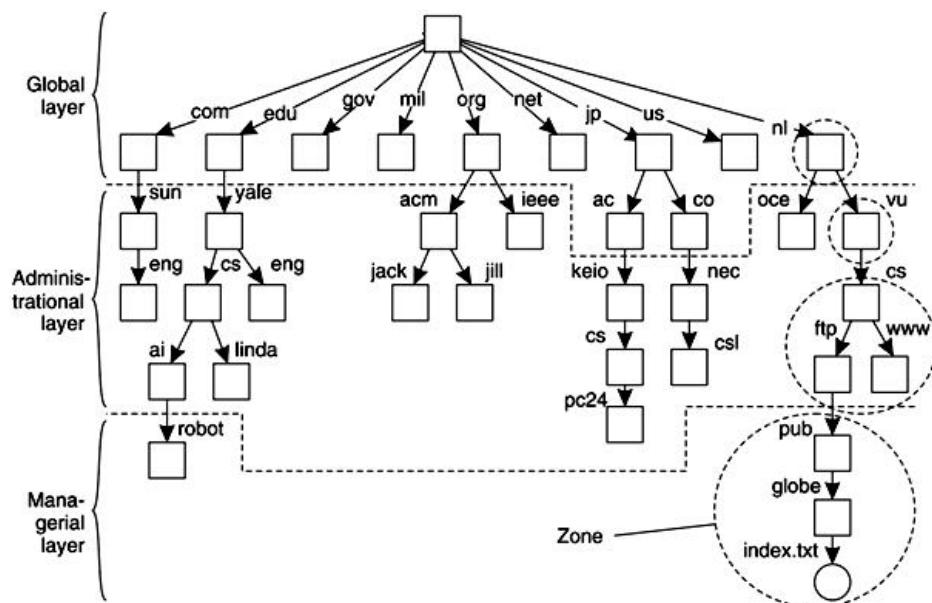 Global
layer
com
edu
gov
mil
org
net
jp
us
nl
sun
yale
acm
ieee
ac
co
oce
vu
Adminis-
trational
layer
eng
cs
eng
jack
jill
keio
nec
cs
ai
linda
cs
csl
ftp
www
pc24
Mana-
gerial
layer
robot
pub
globe
Zone
index.txt